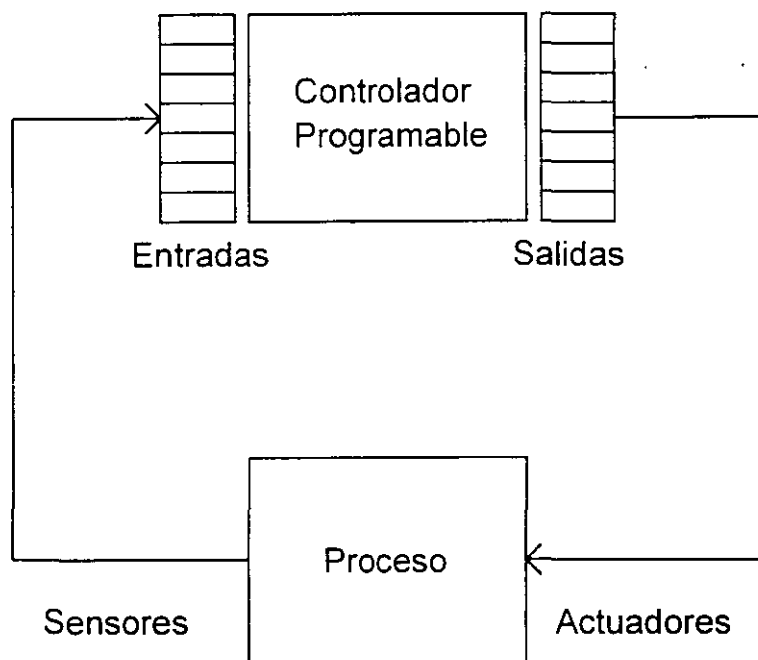 Controlador
Programable
Entradas
Salidas
Proceso
Sensores
Actuadores